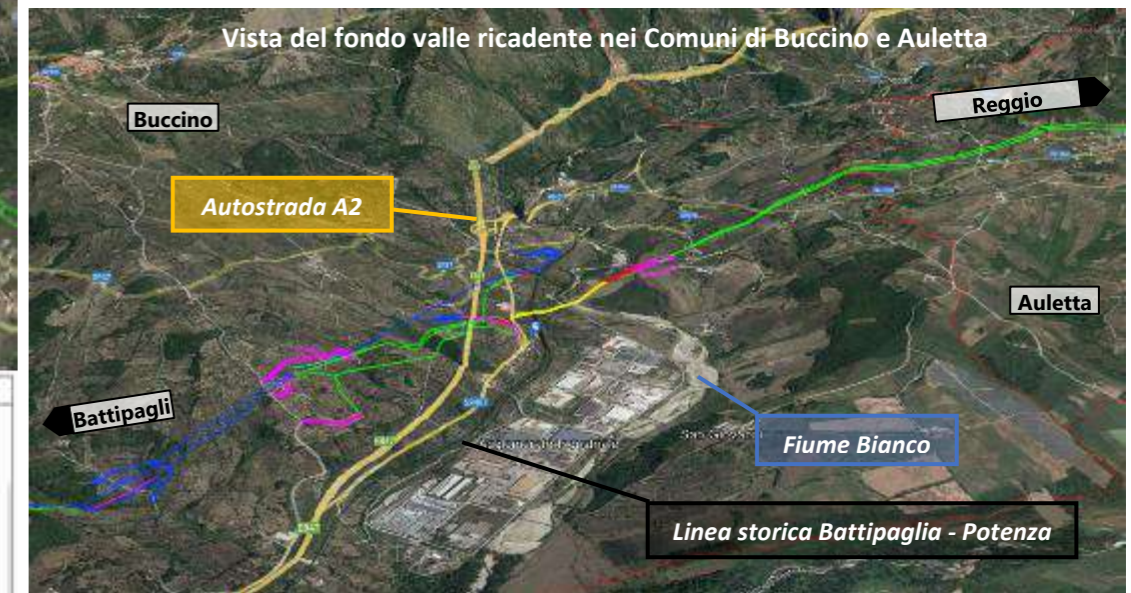 Vista del fondo valle ricadente nei Comuni di Buccino e Auletta
Buccino
Reggio
Autostrada A2
Auletta
Battipagli
Fiume Bianco
Linea storica Battipaglia - Potenza